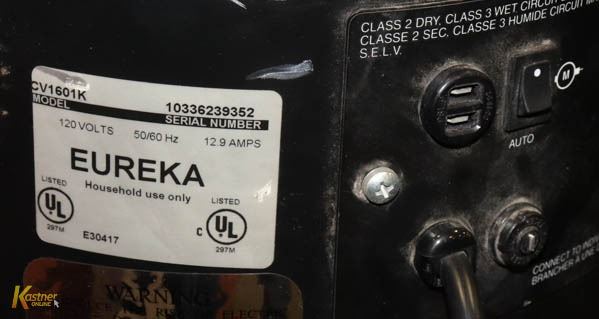 CLASS 2 DRY, CLASS 3 WET CIRCUIT
CLASSE 2 SEC, CLASSE 3 HUMIDE CIRCUIT
S.E.L.V.
M
AUTO
CV1601K
MODEL
10336239352
SERIAL NUMBER
120 VOLTS 50/60 Hz 12.9 AMPS
EUREKA
Household use only
LISTED
UL
297M
LISTED
C UL
297M
E30417
WARNING
CONNECT TO
BRANCHER A UNE
Kastner
ONLINE